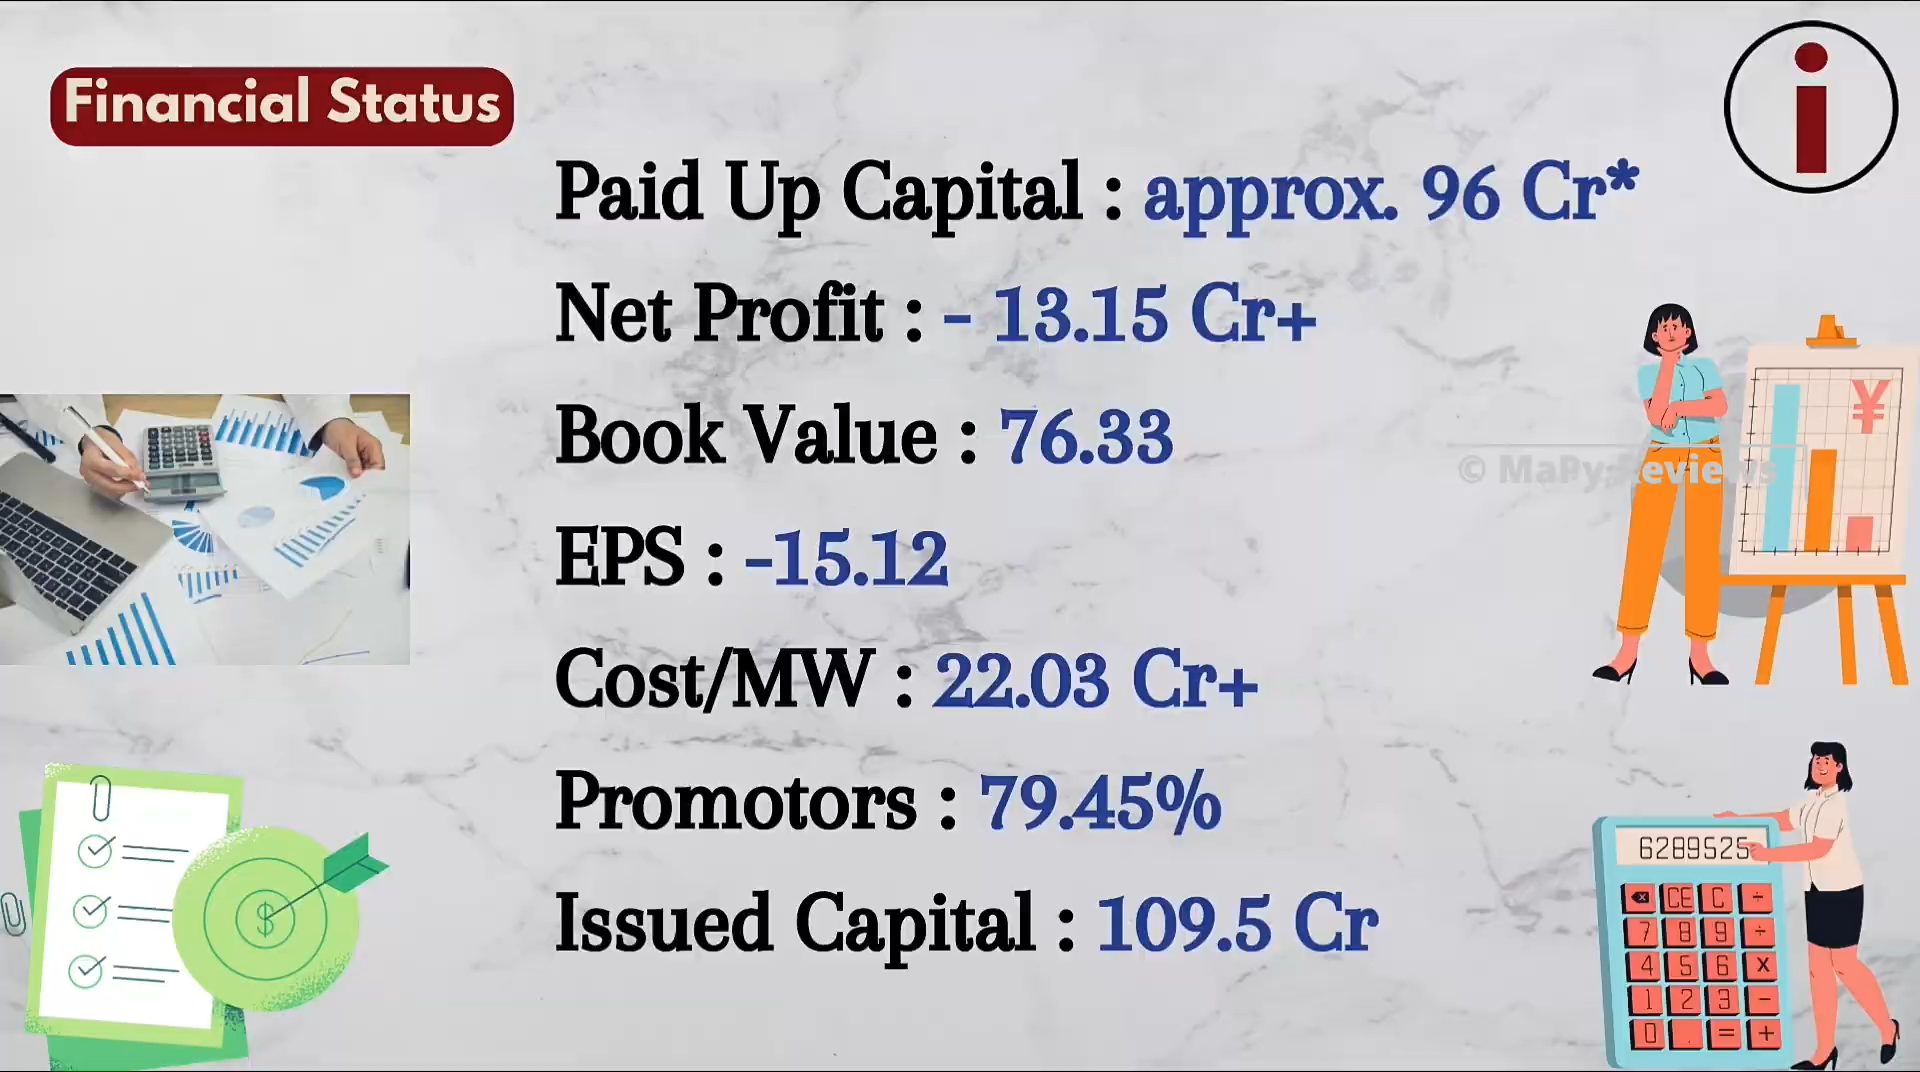 Financial Status
i
Paid Up Capital : approx. 96 Cr*
Net Profit : - 13.15 Cr+
Book Value : 76.33
EPS : -15.12
Cost/MW : 22.03 Cr+
Promotors : 79.45%
Issued Capital : 109.5 Cr
¥
© MaPy Reviews
$
6289525
CE C ÷
7 8 9 ÷
4 5 6 x
1 2 3 -
0 . = +